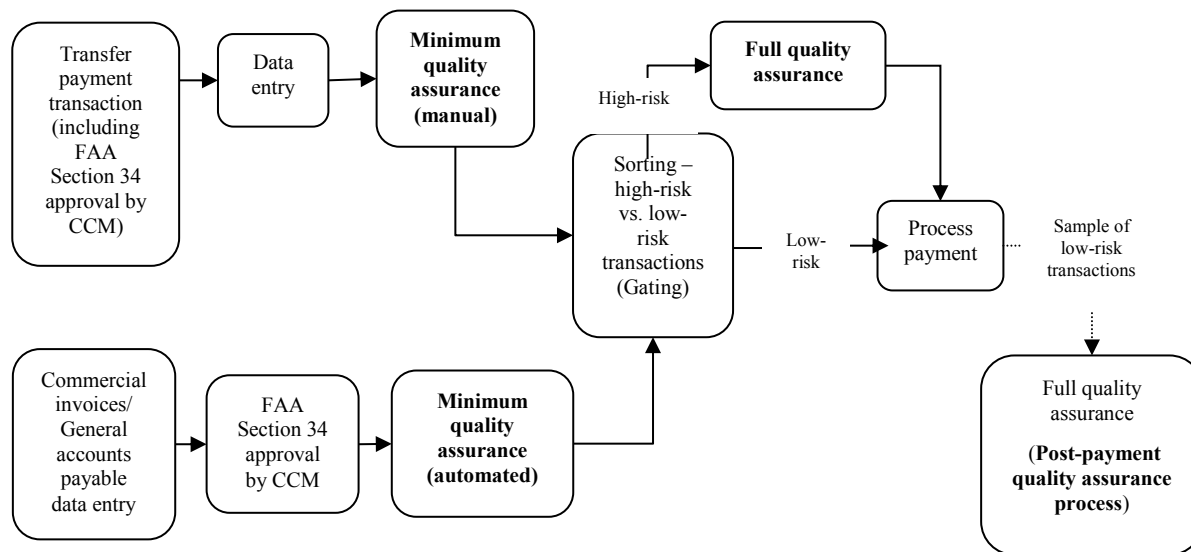 Transfer
payment
transaction
(including
FAA
Section 34
approval by
CCM)
Data
entry
Minimum
quality
assurance
(manual)
High-risk
Full quality
assurance
Sorting –
high-risk
vs. low-
risk
transactions
(Gating)
Low-
risk
Process
payment
Sample of
low-risk
transactions
Commercial
invoices/
General
accounts
payable
data entry
FAA
Section 34
approval
by CCM
Minimum
quality
assurance
(automated)
Full quality
assurance
(Post-payment
quality assurance
process)